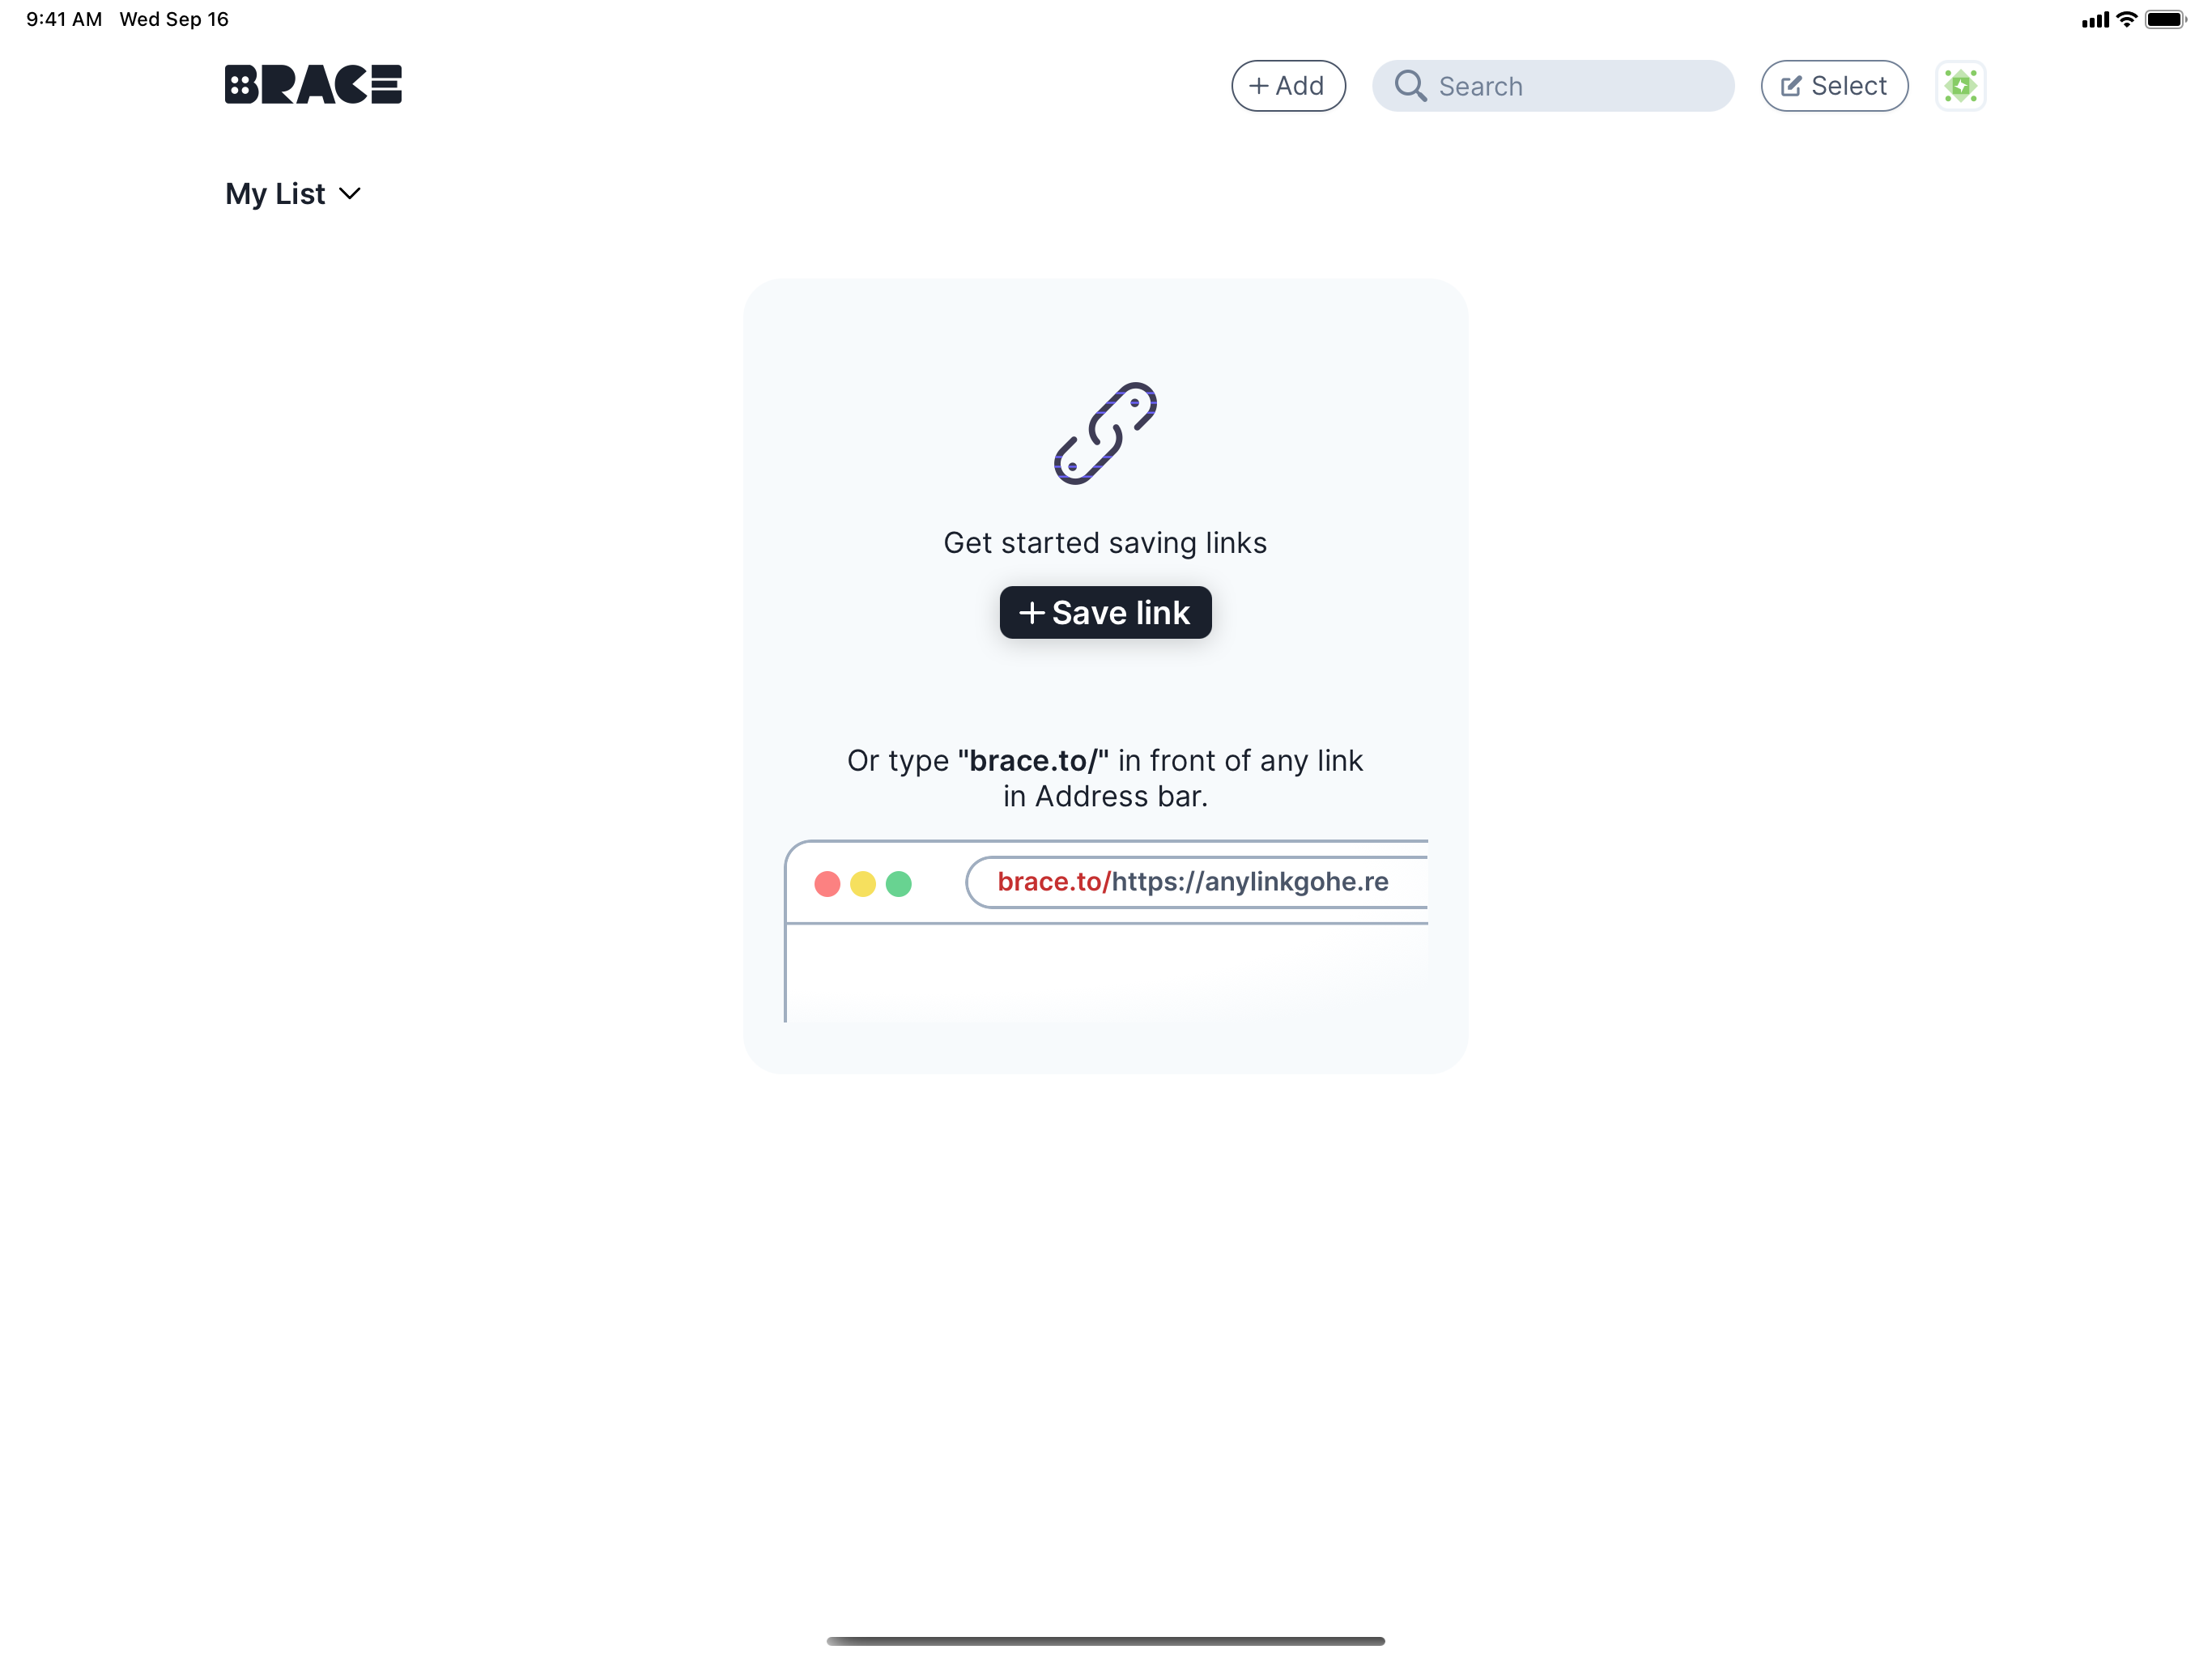 9:41 AM Wed Sep 16
BRACE
+ Add
Search
Select
My List
Get started saving links
+ Save link
Or type "brace.to/" in front of any link
in Address bar.
brace.to/https://anylinkgohe.re